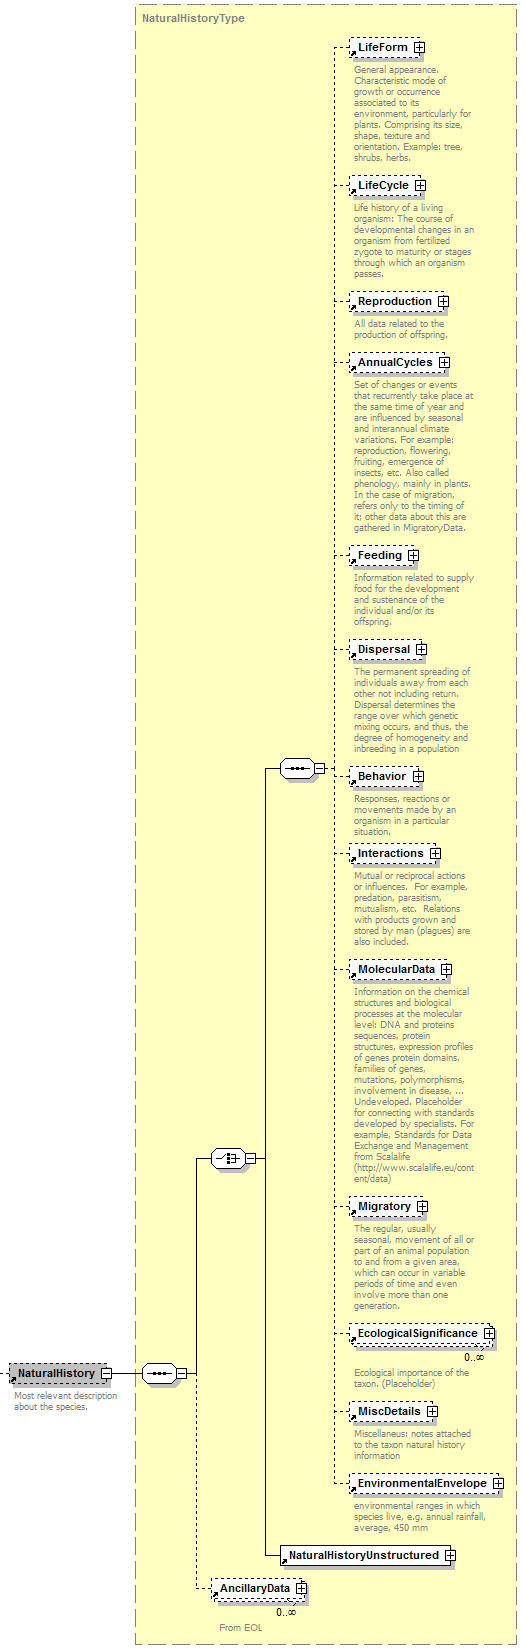 NaturalHistoryType
LifeForm
General appearance.
Characteristic mode of
growth or occurrence
associated to its
environment, particularly for
plants. Comprising its size,
shape, texture and
orientation. Example: tree,
shrubs, herbs.
LifeCycle
Life history of a living
organism: The course of
developmental changes in an
organism from fertilized
zygote to maturity or stages
through which an organism
passes.
Reproduction
All data related to the
production of offspring.
AnnualCycles
Set of changes or events
that recurrently take place at
the same time of year and
are influenced by seasonal
and interannual climate
variations. For example:
reproduction, flowering,
fruiting, emergence of
insects, etc. Also called
phenology, mainly in plants.
In the case of migration,
refers only to the timing of
it; other data about this are
gathered in MigratoryData.
Feeding
Information related to supply
food for the development
and sustenance of the
individual and/or its
offspring.
Dispersal
The permanent spreading of
individuals away from each
other not including return.
Dispersal determines the
range over which genetic
mixing occurs, and thus, the
degree of homogeneity and
inbreeding in a population
Behavior
Responses, reactions or
movements made by an
organism in a particular
situation.
Interactions
Mutual or reciprocal actions
or influences.  For example,
predation, parasitism,
mutualism, etc.  Relations
with products grown and
stored by man (plagues) are
also included.
MolecularData
Information on the chemical
structures and biological
processes at the molecular
level: DNA and proteins
sequences, protein
structures, expression profiles
of genes protein domains,
families of genes,
mutations, polymorphisms,
involvement in disease, ...
Undeveloped. Placeholder
for connecting with standards
developed by specialists. For
example, Standards for Data
Exchange and Management
from Scalalife
(http://www.scalalife.eu/cont
ent/data)
Migratory
The regular, usually
seasonal, movement of all or
part of an animal population
to and from a given area,
which can occur in variable
periods of time and even
involve more than one
generation.
EcologicalSignificance
0..∞
Ecological importance of the
taxon. (Placeholder)
NaturalHistory
Most relevant description
about the species.
MiscDetails
Miscellaneus: notes attached
to the taxon natural history
information
EnvironmentalEnvelope
environmental ranges in which
species live, e.g. annual rainfall,
average, 450 mm
NaturalHistoryUnstructured
AncillaryData
0..∞
From EOL